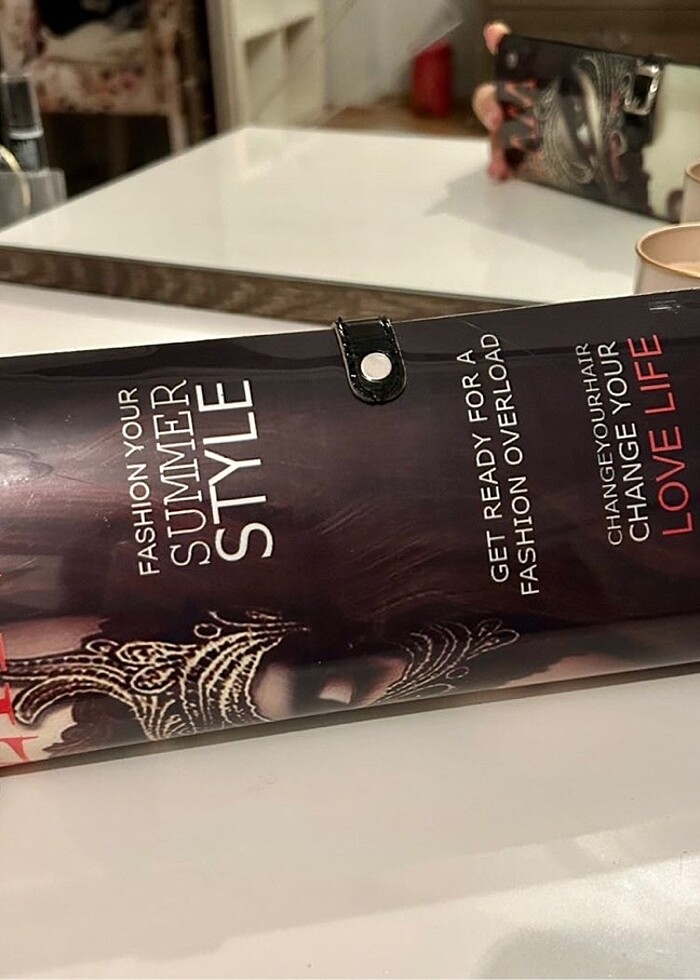 FASHION YOUR
SUMMER
STYLE
GET READY FOR A
FASHION OVERLOAD
CHANGEYOURHAIR
CHANGE YOUR
LOVE LIFE